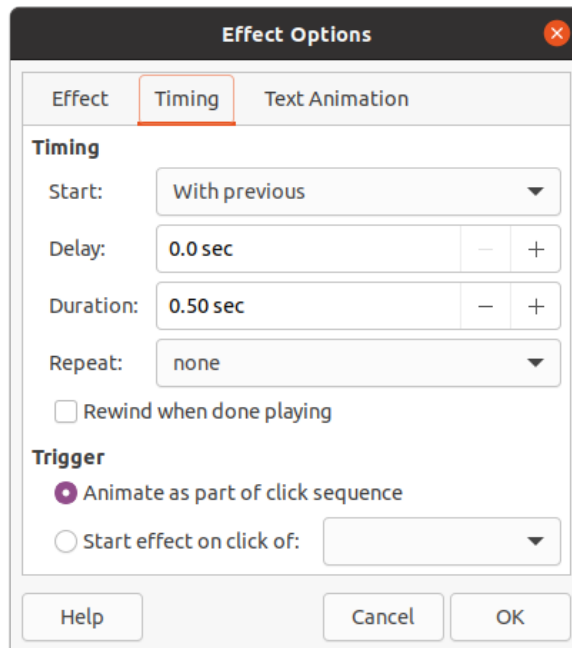 Effect Options
Effect Timing Text Animation
Timing
Start: With previous
Delay: 0.0 sec
Duration: 0.50 sec
Repeat: none
Rewind when done playing
Trigger
Animate as part of click sequence
Start effect on click of:
Help Cancel OK